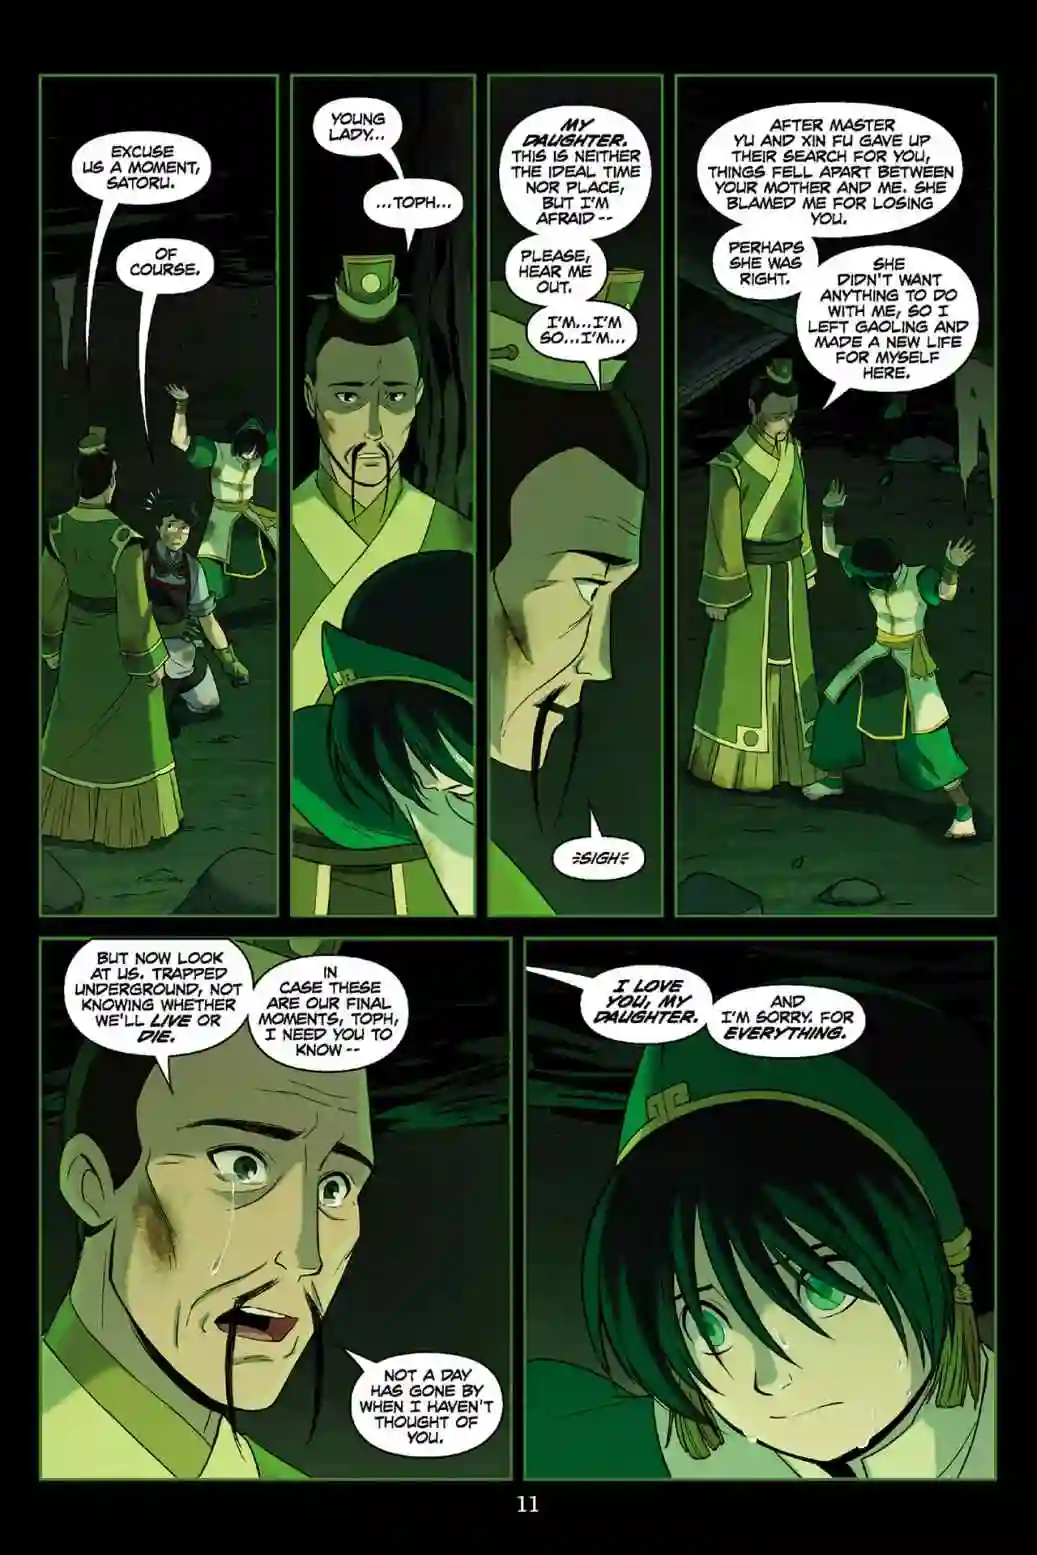 EXCUSE
US A MOMENT,
SATORU.
OF
COURSE.
YOUNG
LADY...
...TOPH...
MY
DAUGHTER.
THIS IS NEITHER
THE IDEAL TIME
NOR PLACE,
BUT I'M
AFRAID --
PLEASE,
HEAR ME
OUT.
I'M...I'M
SO...I'M...
SIGH
AFTER MASTER
YU AND XIN FU GAVE UP
THEIR SEARCH FOR YOU,
THINGS FELL APART BETWEEN
YOUR MOTHER AND ME. SHE
BLAMED ME FOR LOSING
YOU.
PERHAPS
SHE WAS
RIGHT.
SHE
DIDN'T WANT
ANYTHING TO DO
WITH ME, SO I
LEFT GAOLING AND
MADE A NEW LIFE
FOR MYSELF
HERE.
BUT NOW LOOK
AT US. TRAPPED
UNDERGROUND, NOT
KNOWING WHETHER
WE'LL LIVE OR
DIE.
IN
CASE THESE
ARE OUR FINAL
MOMENTS, TOPH,
I NEED YOU TO
KNOW --
NOT A DAY
HAS GONE BY
WHEN I HAVEN'T
THOUGHT OF
YOU.
I LOVE
YOU, MY
DAUGHTER.
AND
I'M SORRY. FOR
EVERYTHING.
11